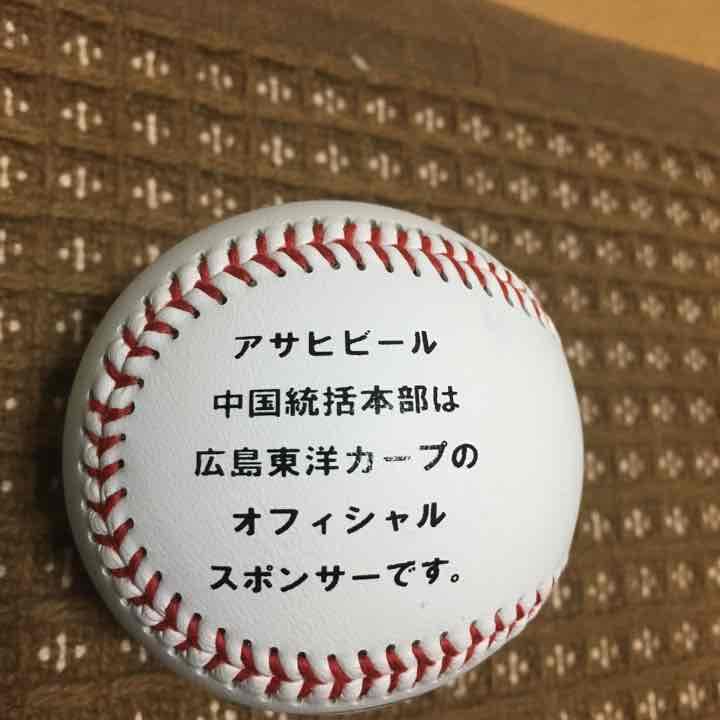 アサヒビール
中国統括本部は
広島東洋カープの
オフィシャル
スポンサーです。